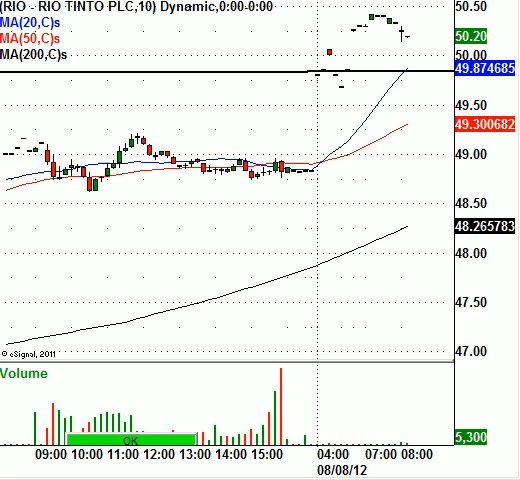 (RIO - RIO TINTO PLC,10) Dynamic,0:00-0:00
MA(20,C)s
MA(50,C)s
MA(200,C)s
50.50
50.20
50.00
49.874685
49.50
49.300682
49.00
48.50
48.265783
48.00
47.50
47.00
© eSignal, 2011
Volume
OK
5,300
09:00 10:00 11:00 12:00 13:00 14:00 15:00 04:00 07:00 08:00
08/08/12